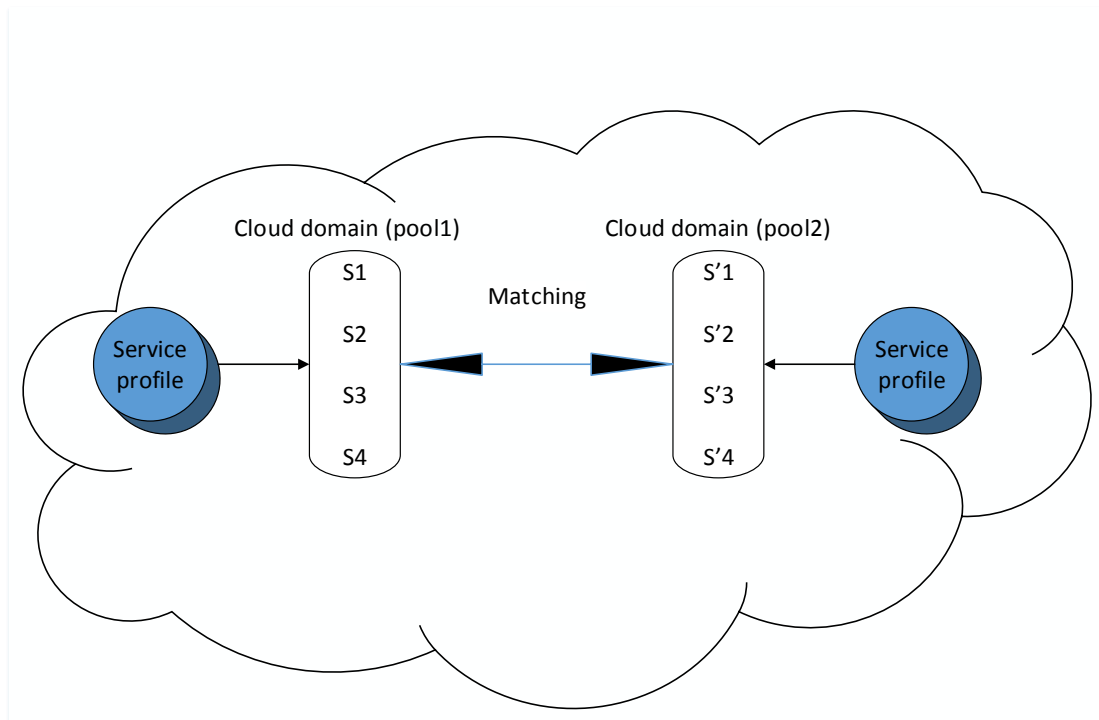 Cloud domain (pool1)
Cloud domain (pool2)
S1
S2
S3
S4
Matching
S’1
S’2
S’3
S’4
Service
profile
Service
profile